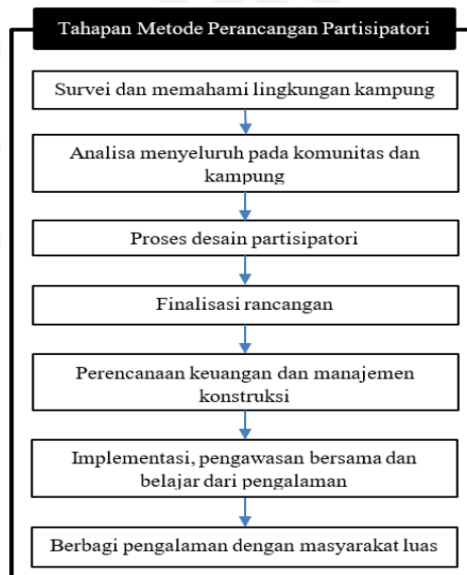 Tahapan Metode Perancangan Partisipatori
Survei dan memahami lingkungan kampung
Analisa menyeluruh pada komunitas dan
kampung
Proses desain partisipatori
Finalisasi rancangan
Perencanaan keuangan dan manajemen
konstruksi
Implementasi, pengawasan bersama dan
belajar dari pengalaman
Berbagi pengalaman dengan masyarakat luas